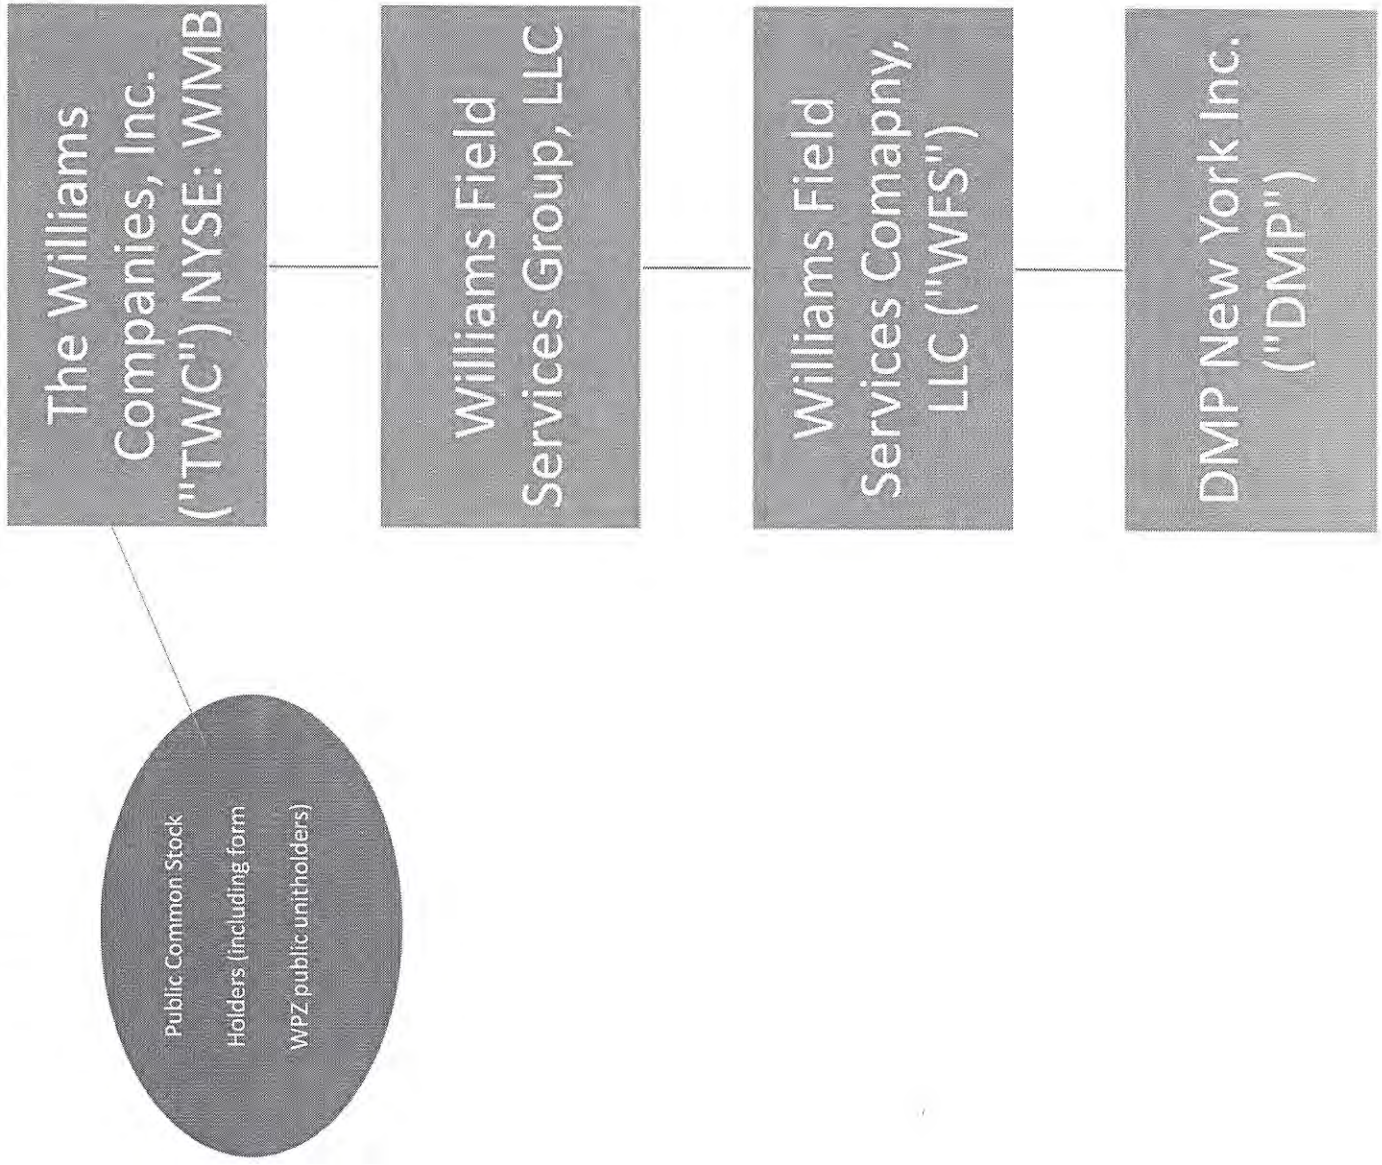 The Williams
Companies, Inc.
("TWC") NYSE: WMB
Public Common Stock
Holders (including form
WPZ public unitholders)
Williams Field
Services Group, LLC
Williams Field
Services Comapny,
LLC ("WFS")
DMP New York Inc.
("DMP")